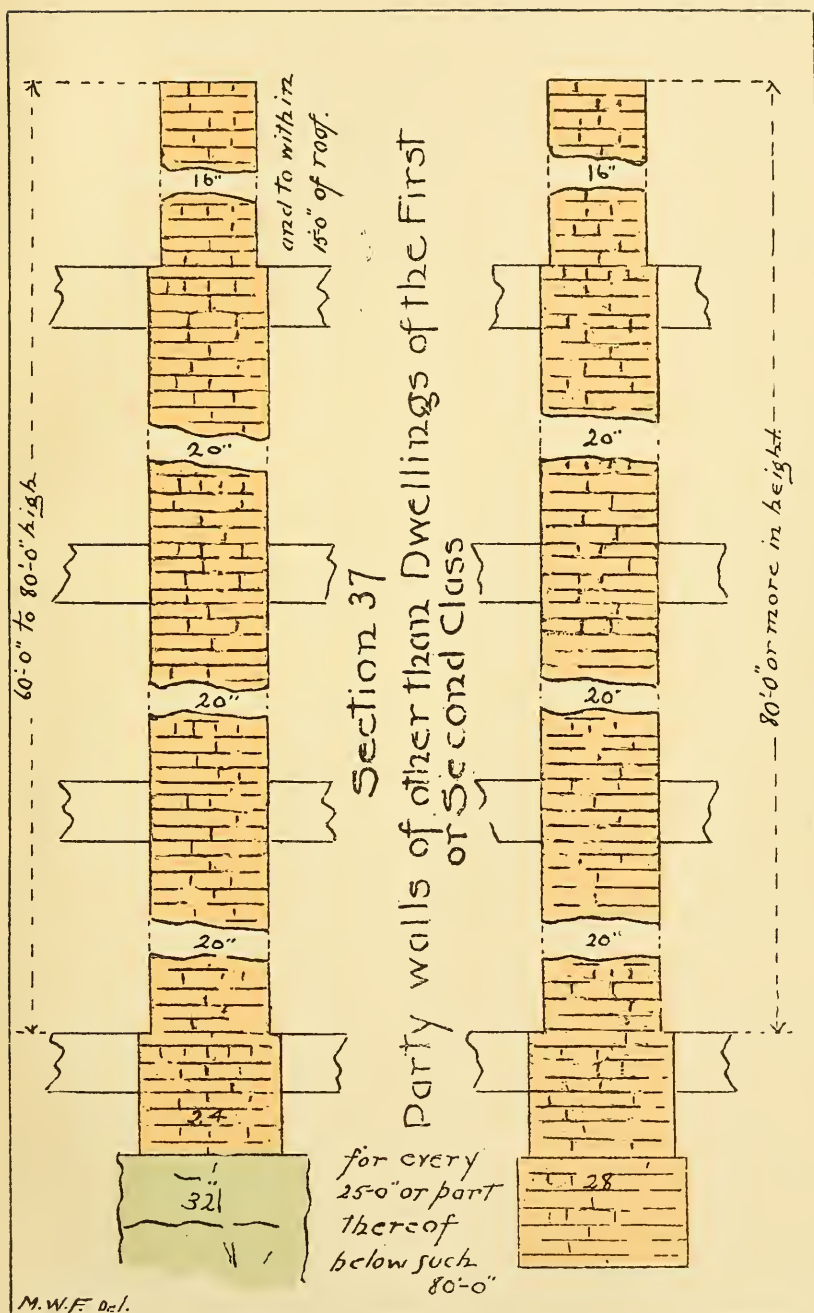 60'-0" to 80'-0" high
16"
and to within
15'-0" of roof.
20"
20"
20"
24
32"
Section 37
Party walls of other than Dwellings of the First
or Second Class
16"
20"
20"
20"
28
80'-0" or more in height.
for every
25-0" or part
thereof
below such
80'-0"
M.W.F. Del.